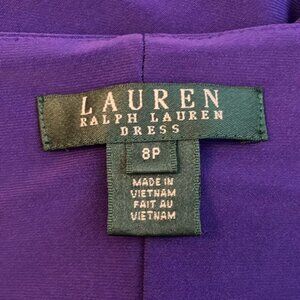 LAUREN
RALPH LAUREN
DRESS
8P
MADE IN
VIETNAM
FAIT AU
VIETNAM